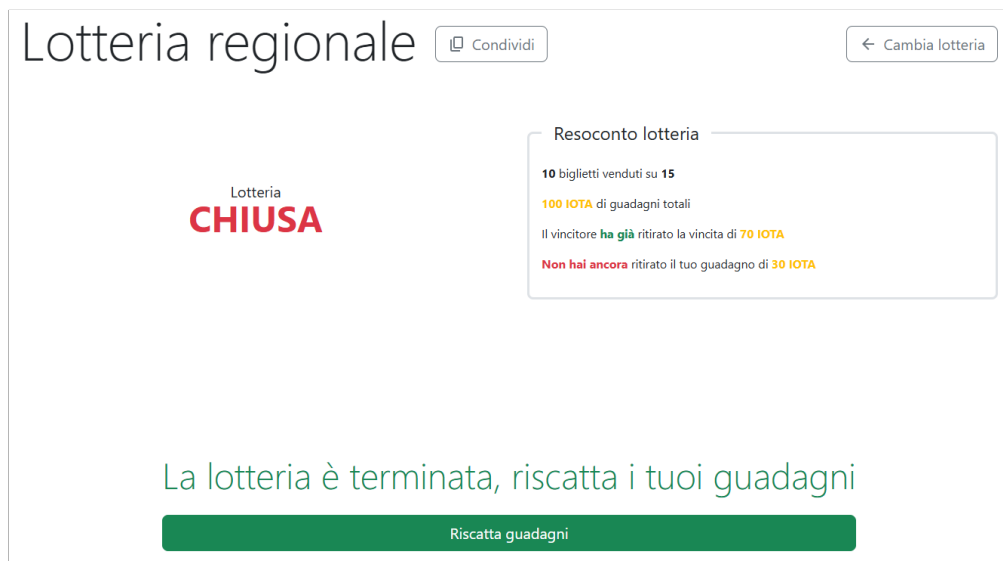 Lotteria regionale
Condividi
← Cambia lotteria
Lotteria
CHIUSA
Resoconto lotteria
10 biglietti venduti su 15
100 IOTA di guadagni totali
Il vincitore ha già ritirato la vincita di 70 IOTA
Non hai ancora ritirato il tuo guadagno di 30 IOTA
La lotteria è terminata, riscatta i tuoi guadagni
Riscatta guadagni